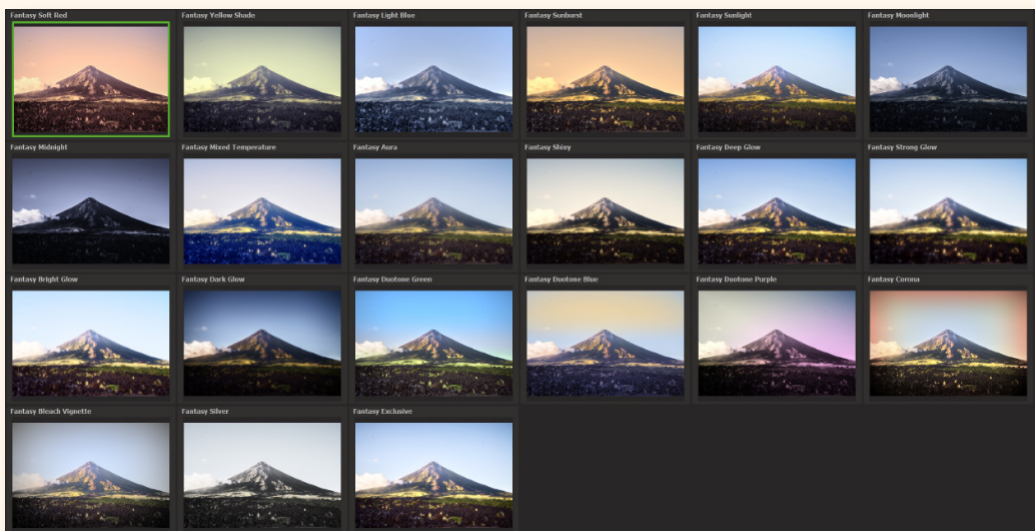 Fantasy Soft Red
Fantasy Yellow Shade
Fantasy Light Blue
Fantasy Sunburst
Fantasy Sunlight
Fantasy Moonlight
Fantasy Midnight
Fantasy Mixed Temperature
Fantasy Aura
Fantasy Shiny
Fantasy Deep Glow
Fantasy Strong Glow
Fantasy Bright Glow
Fantasy Dark Glow
Fantasy Duotone Green
Fantasy Duotone Blue
Fantasy Duotone Purple
Fantasy Corona
Fantasy Bleach Vignette
Fantasy Silver
Fantasy Exclusive